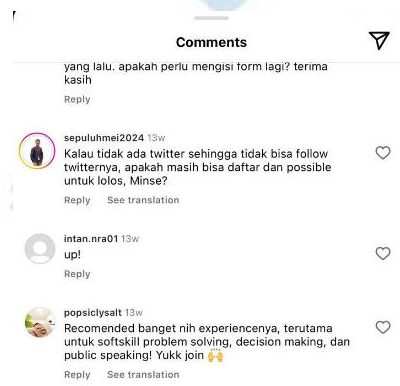 Comments
yang lalu. apakah perlu mengisi form lagi? terima
kasih
Reply
sepuluhmei2024 13w
Kalau tidak ada twitter sehingga tidak bisa follow
twitternya, apakah masih bisa daftar dan possible
untuk lolos, Minse?
Reply See translation
intan.nra01 13w
up!
Reply
popsiclysalt 13w
Recomended banget nih experiencenya, terutama
untuk softskill problem solving, decision making, dan
public speaking! Yukk join 🙌
Reply See translation